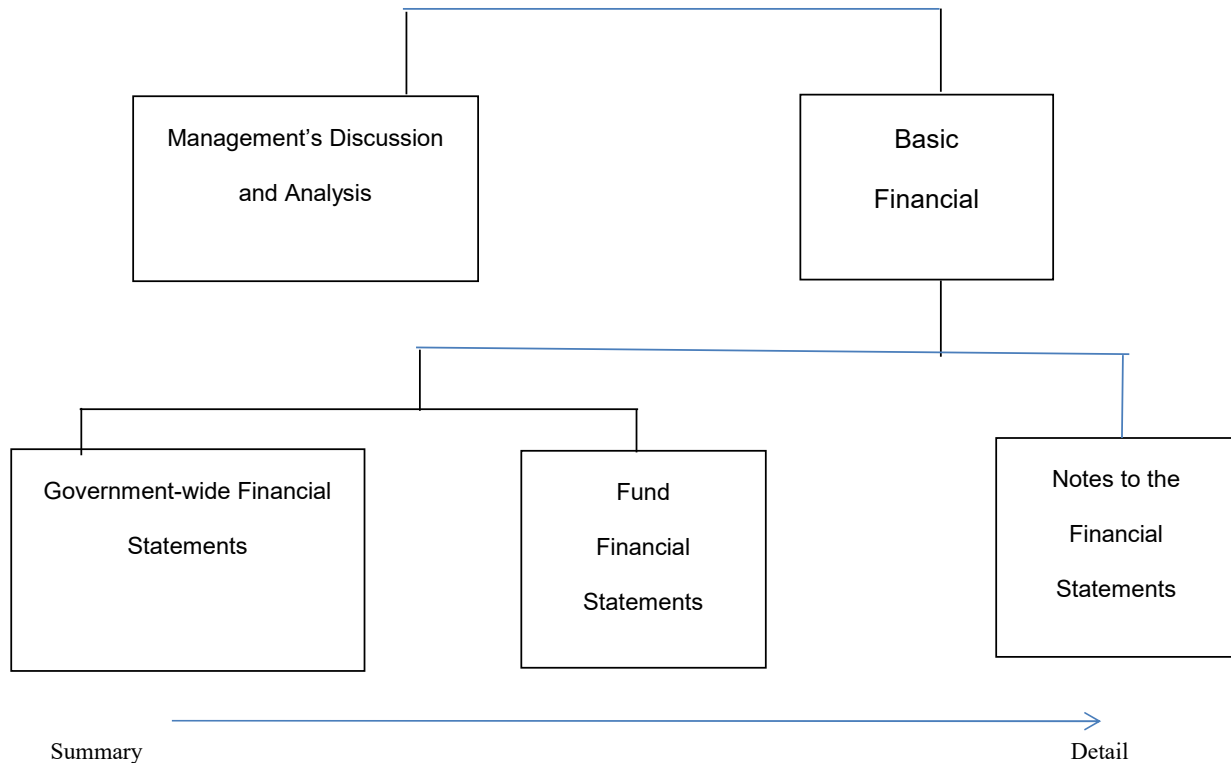 Management’s Discussion
and Analysis
Basic
Financial
Government-wide Financial
Statements
Fund
Financial
Statements
Notes to the
Financial
Statements
Summary
Detail